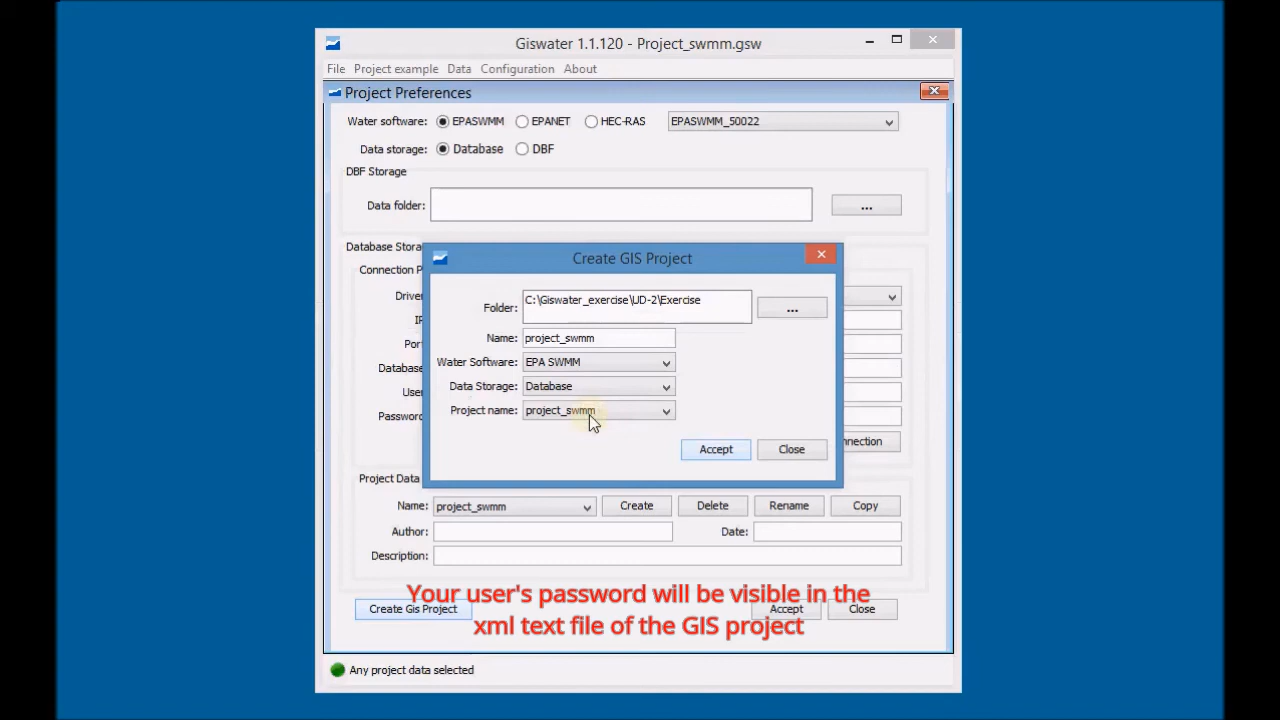 Giswater 1.1.120 - Project_swmm.gsw
File Project example Data Configuration About
Project Preferences
Water software: EPASWMM EPANET HEC-RAS EPASWMM_50022
Data storage: Database DBF
DBF Storage
Data folder: ...
Database Stora
Connection P
Driver
IP
Port
Database
User
Password
nnection
Create GIS Project
Folder: C:\Giswater_exercise\UD-2\Exercise ...
Name: project_swmm
Water Software: EPA SWMM
Data Storage: Database
Project name: project_swmm
Accept Close
Project Data
Name: project_swmm Create Delete Rename Copy
Author: Date:
Description:
Your user's password will be visible in the
xml text file of the GIS project
Create Gis Project Accept Close
Any project data selected